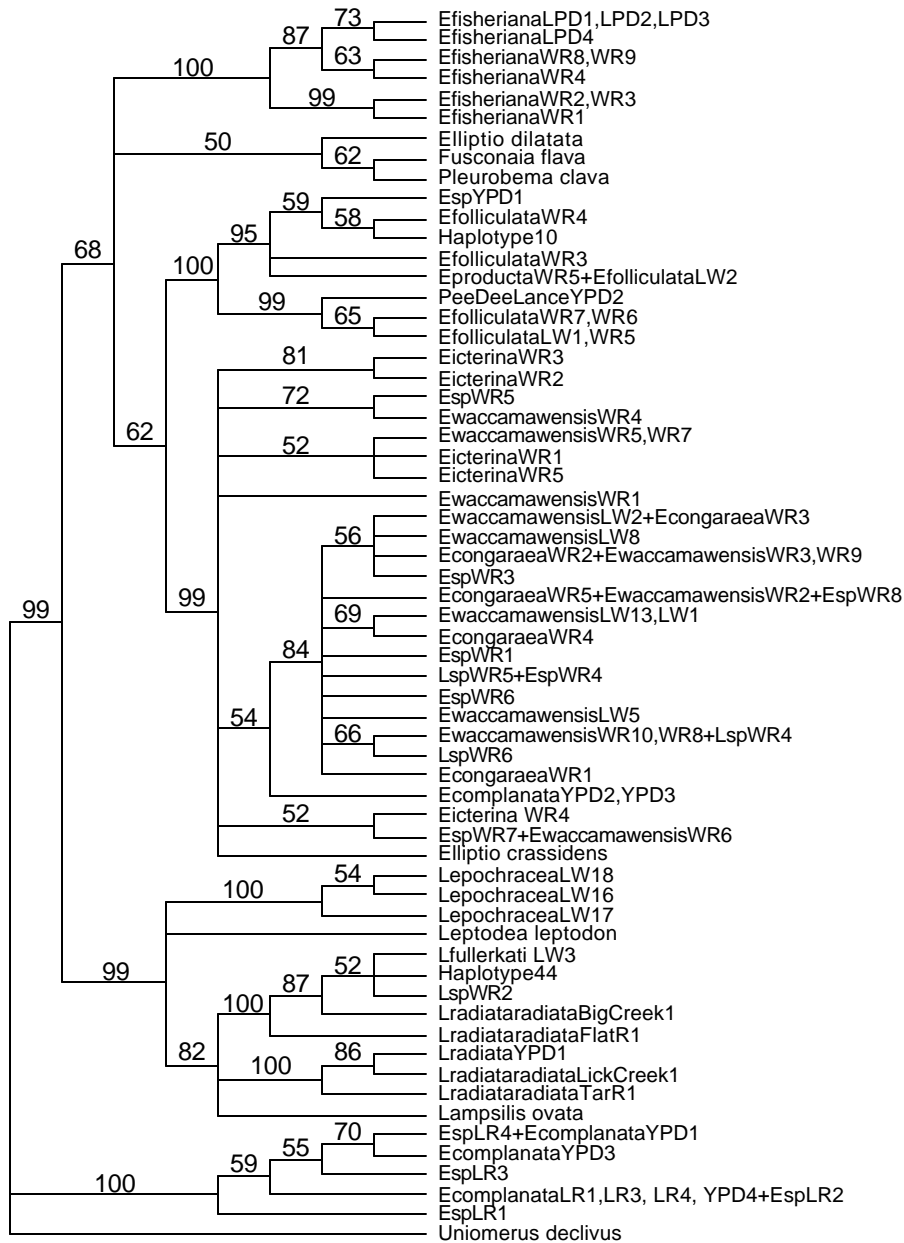 73
EfisherianaLPD1,LPD2,LPD3
87
EfisherianaLPD4
63
EfisherianaWR8,WR9
100
EfisherianaWR4
99
EfisherianaWR2,WR3
EfisherianaWR1
50
Elliptio dilatata
62
Fusconaia flava
Pleurobema clava
59
EspYPD1
58
EfolliculataWR4
95
Haplotype10
68
EfolliculataWR3
100
EproductaWR5+EfolliculataLW2
99
PeeDeeLanceYPD2
65
EfolliculataWR7,WR6
EfolliculataLW1,WR5
81
EicterinaWR3
EicterinaWR2
72
EspWR5
EwaccamawensisWR4
62
52
EwaccamawensisWR5,WR7
EicterinaWR1
EicterinaWR5
EwaccamawensisWR1
56
EwaccamawensisLW2+EcongaraeaWR3
EwaccamawensisLW8
EcongaraeaWR2+EwaccamawensisWR3,WR9
EspWR3
99
99
EcongaraeaWR5+EwaccamawensisWR2+EspWR8
69
EwaccamawensisLW13,LW1
EcongaraeaWR4
84
EspWR1
LspWR5+EspWR4
EspWR6
54
EwaccamawensisLW5
66
EwaccamawensisWR10,WR8+LspWR4
LspWR6
EcongaraeaWR1
EcomplanataYPD2,YPD3
52
Eicterina WR4
EspWR7+EwaccamawensisWR6
Elliptio crassidens
54
LepochraceaLW18
100
LepochraceaLW16
LepochraceaLW17
Leptodea leptodon
99
52
Lfullerkati LW3
Haplotype44
87
LspWR2
100
LradiataradiataBigCreek1
LradiataradiataFlatR1
82
86
LradiataYPD1
100
LradiataradiataLickCreek1
LradiataradiataTarR1
Lampsilis ovata
70
EspLR4+EcomplanataYPD1
55
EcomplanataYPD3
59
EspLR3
100
EcomplanataLR1,LR3, LR4, YPD4+EspLR2
EspLR1
Uniomerus declivus